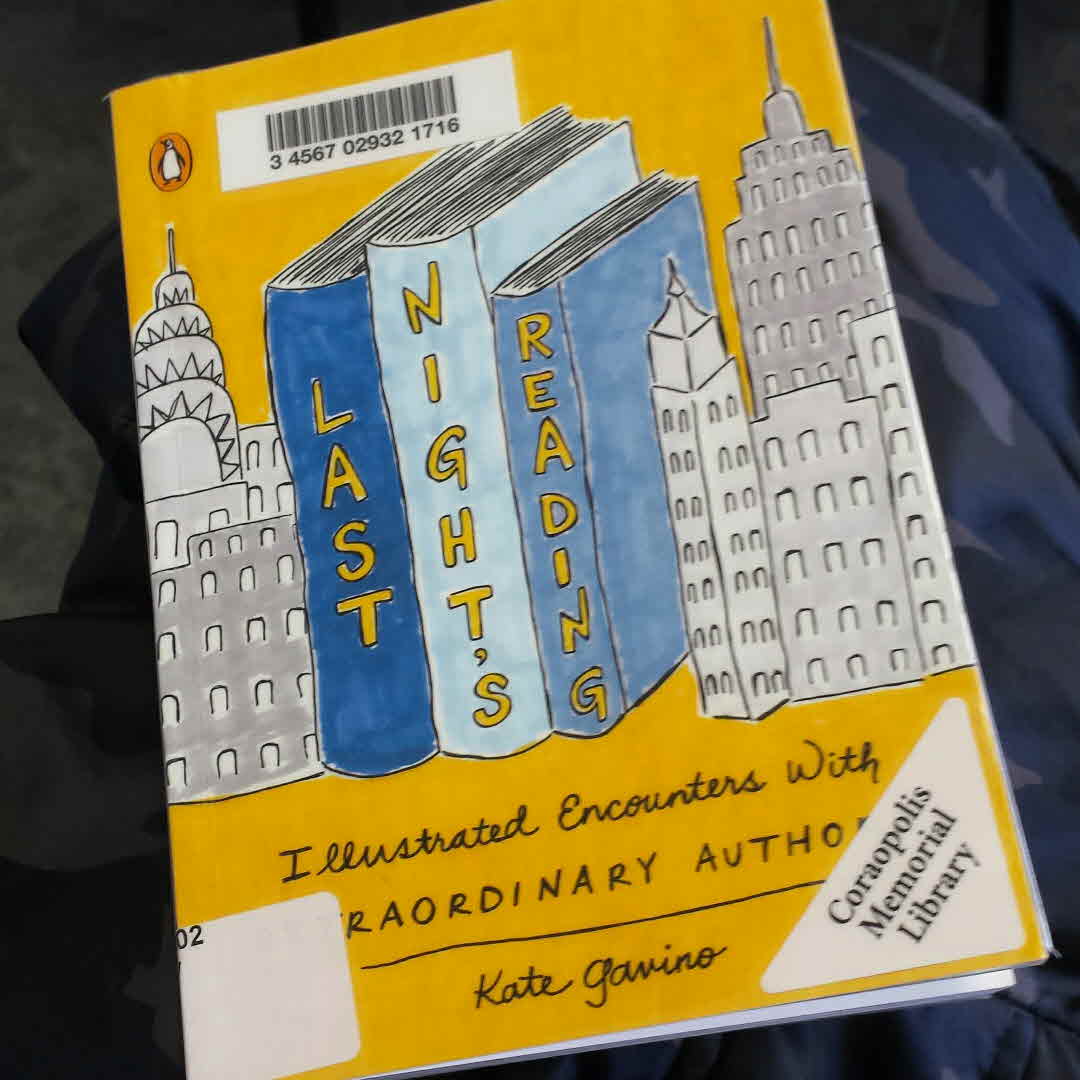 3 4567 02932 1716
LAST
NIGHT'S
READING
Illustrated Encounters With
RAORDINARY AUTHO
Kate Gavino
02
Coraopolis
Memorial
Library